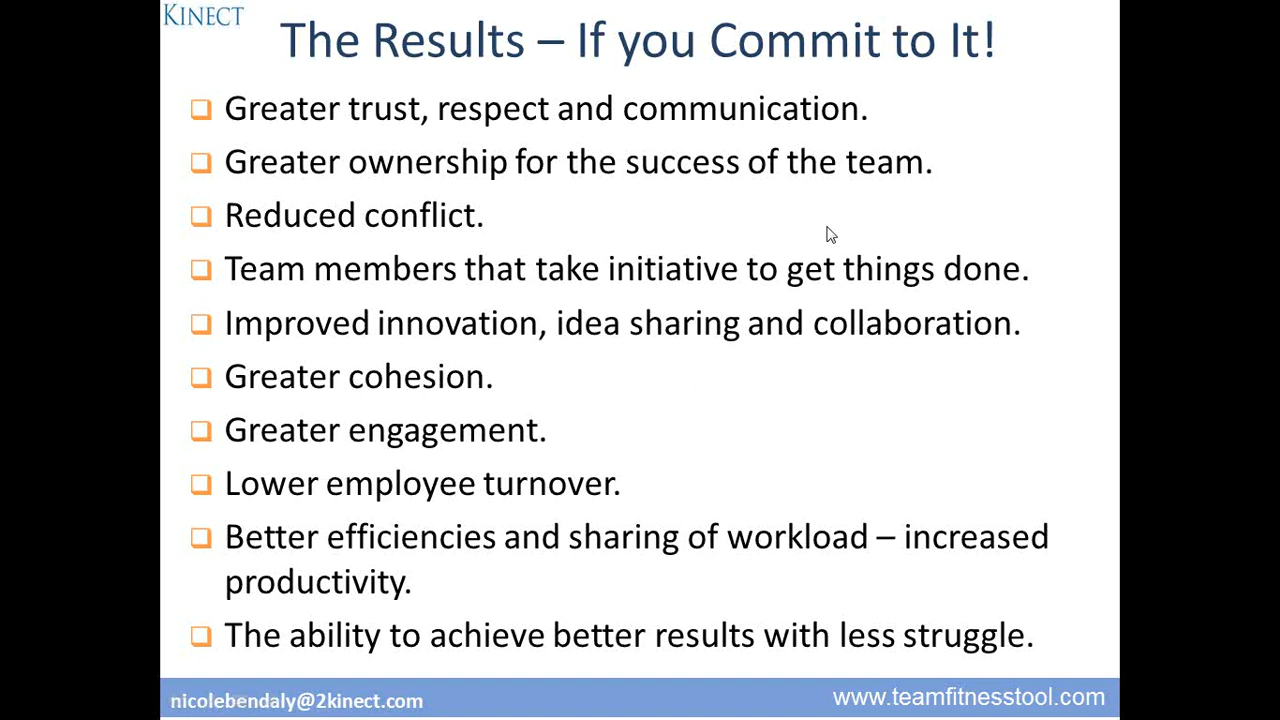 KINECT
The Results – If you Commit to It!
Greater trust, respect and communication.
Greater ownership for the success of the team.
Reduced conflict.
Team members that take initiative to get things done.
Improved innovation, idea sharing and collaboration.
Greater cohesion.
Greater engagement.
Lower employee turnover.
Better efficiencies and sharing of workload – increased
productivity.
The ability to achieve better results with less struggle.
nicolebendaly@2kinect.com
www.teamfitnesstool.com